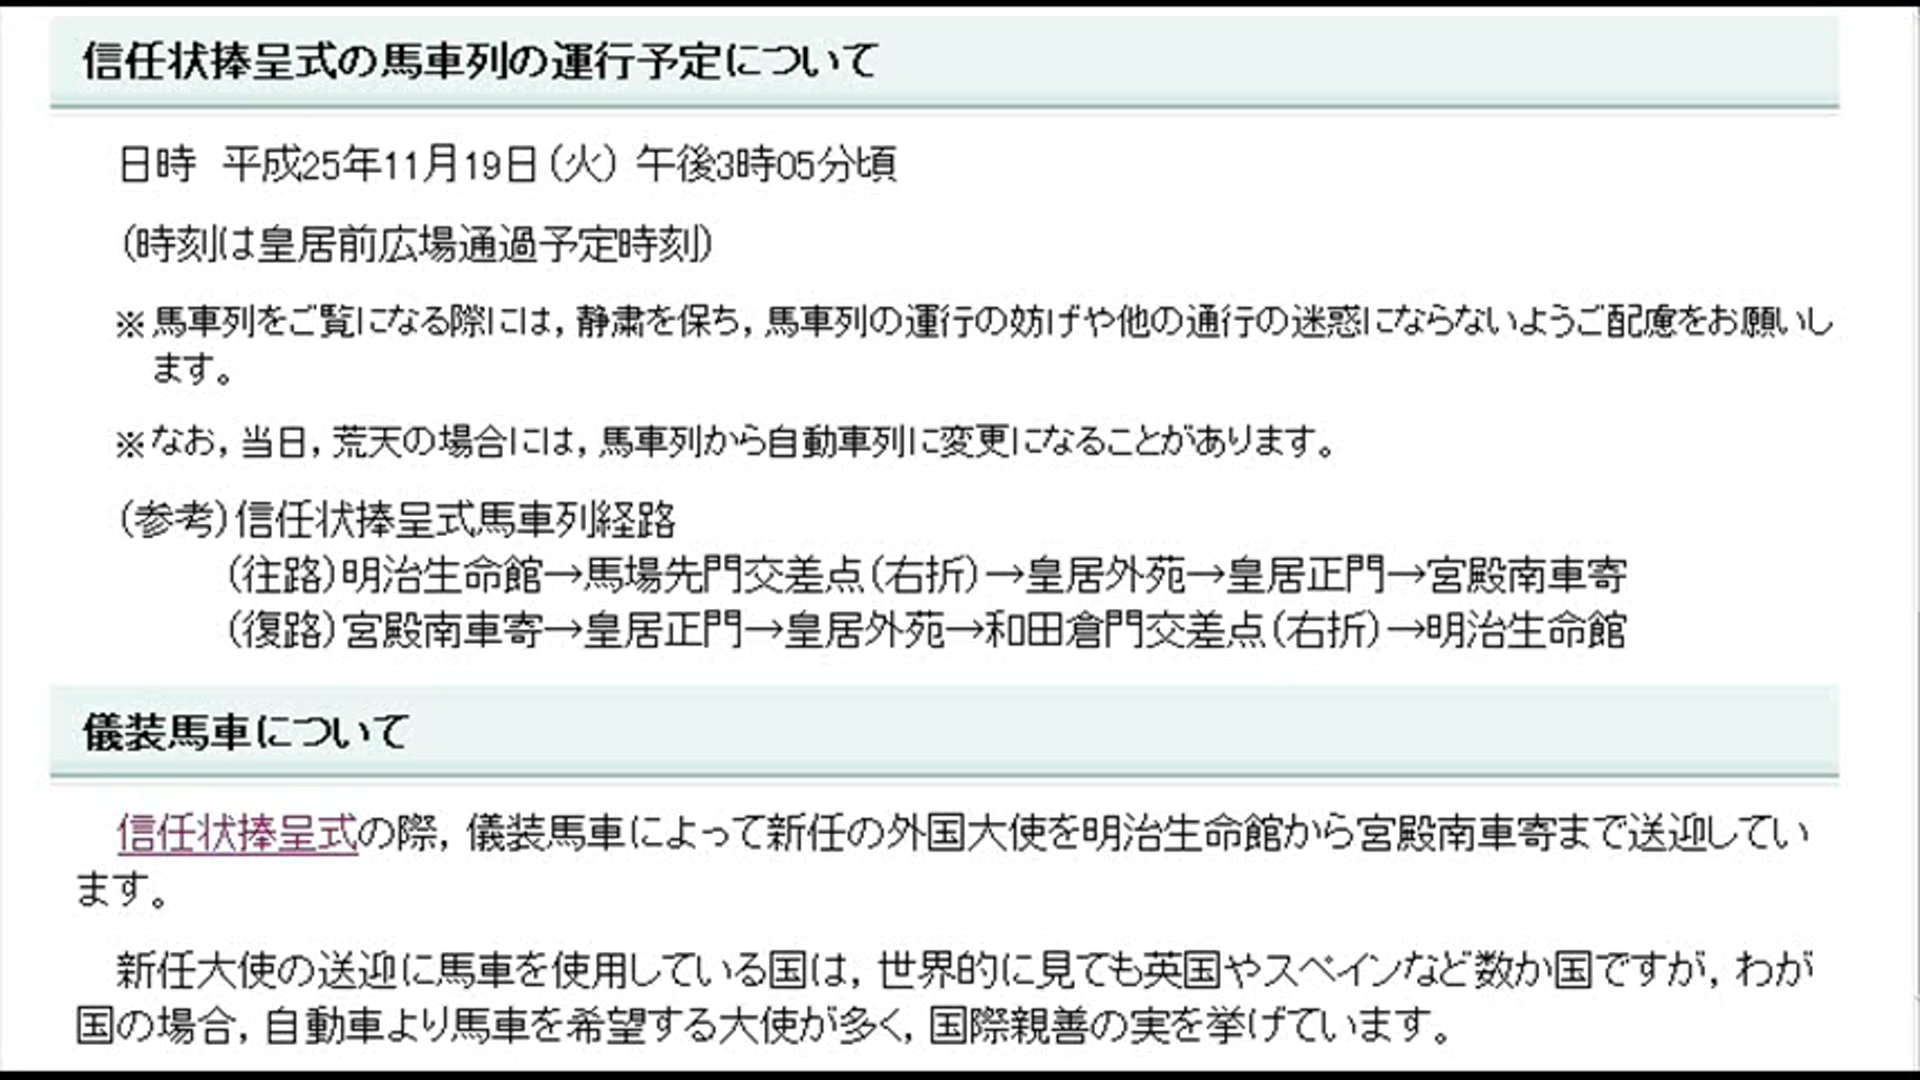 信任状捧呈式の馬車列の運行予定について
日時　平成25年11月19日（火） 午後3時05分頃
（時刻は皇居前広場通過予定時刻）
※馬車列をご覧になる際には，静粛を保ち，馬車列の運行の妨げや他の通行の迷惑にならないようご配慮をお願いし
ます。
※なお，当日，荒天の場合には，馬車列から自動車列に変更になることがあります。
（参考）信任状捧呈式馬車列経路
（往路）明治生命館→馬場先門交差点（右折）→皇居外苑→皇居正門→宮殿南車寄
（復路）宮殿南車寄→皇居正門→皇居外苑→和田倉門交差点（右折）→明治生命館
儀装馬車について
信任状捧呈式の際，儀装馬車によって新任の外国大使を明治生命館から宮殿南車寄まで送迎してい
ます。
新任大使の送迎に馬車を使用している国は，世界的に見ても英国やスペインなど数か国ですが，わが
国の場合，自動車より馬車を希望する大使が多く，国際親善の実を挙げています。